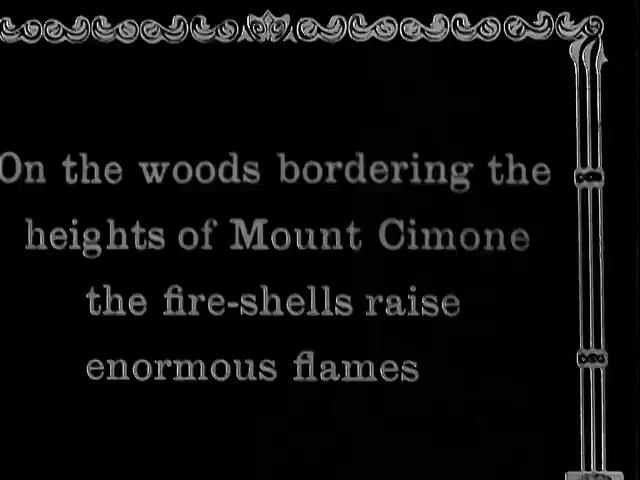 On the woods bordering the
heights of Mount Cimone
the fire-shells raise
enormous flames